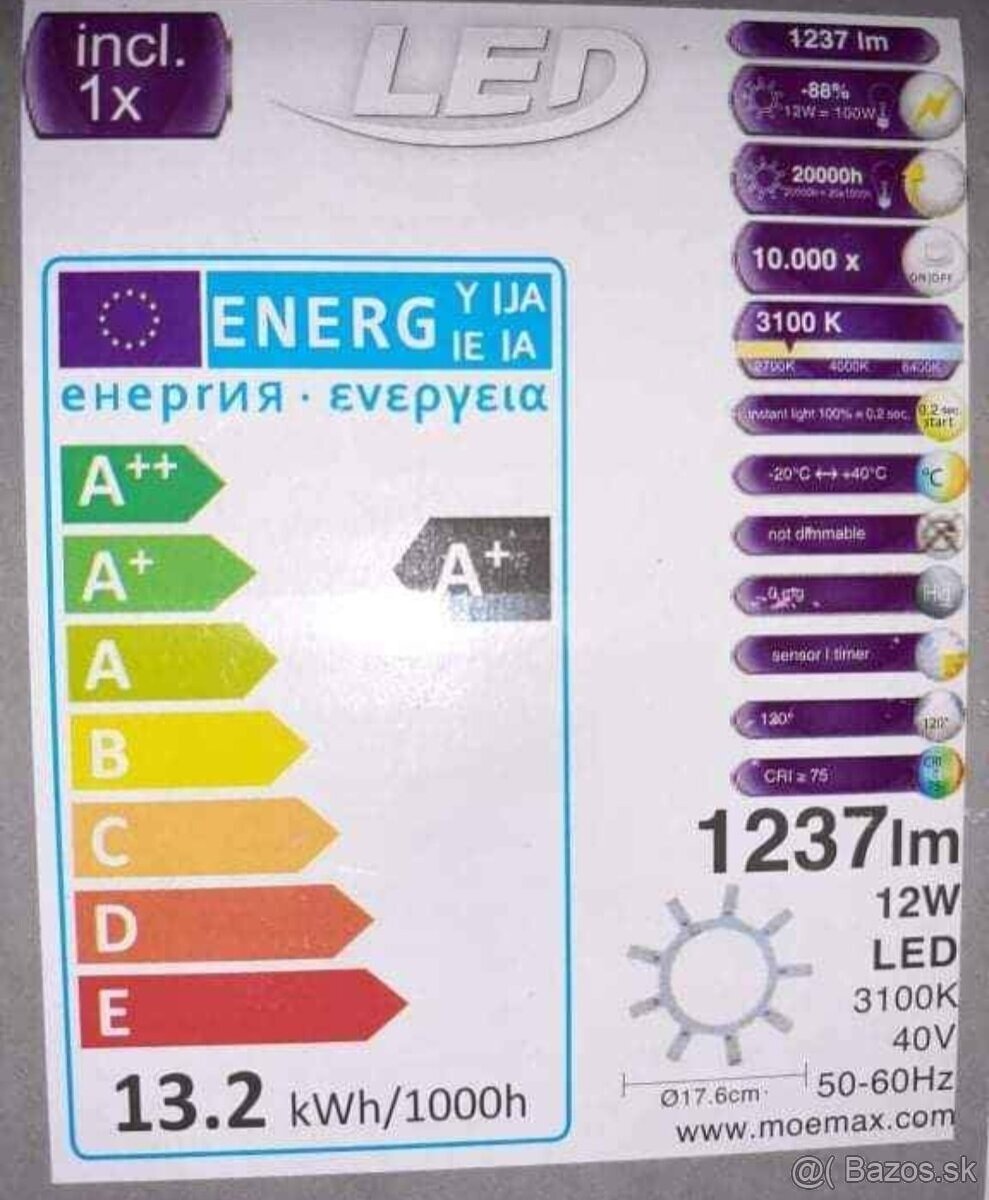 incl.
1x
LED
1237 lm
-88%
12W = 100W
20000h
10.000 x
ON/OFF
3100 K
2700K 4000K 6400K
instant light 100% = 0,2 sec.
0,2 sec
start
-20°C ↔ +40°C
°C
not dimmable
Hg
sensor | timer
120°
120°
CRI ≥ 75
CRI
ENERG
Y IJA
IE IA
енергия · ενεργεια
A++
A+
A+
A
B
C
D
E
13.2 kWh/1000h
1237lm
12W
LED
3100K
40V
50-60Hz
Ø17.6cm
www.moemax.com
@( Bazos.sk